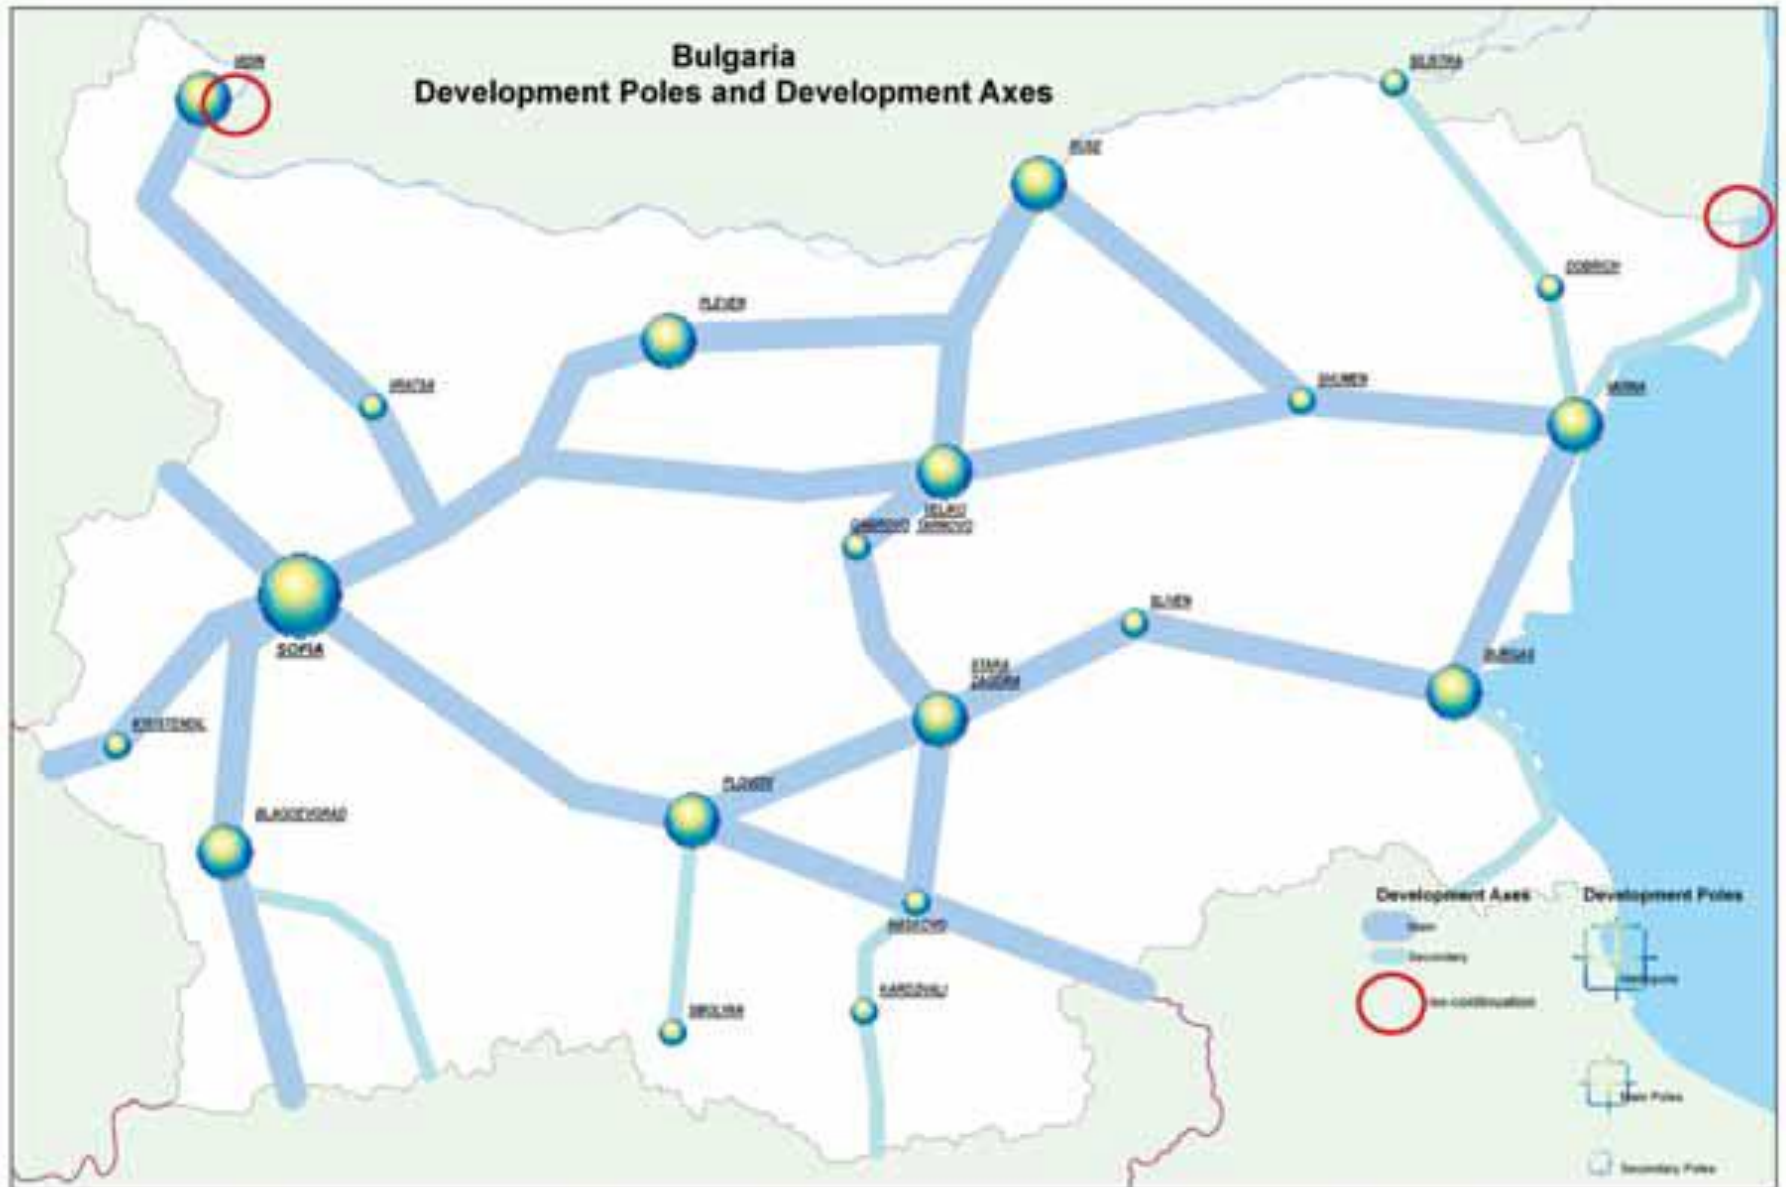 Bulgaria
Development Poles and Development Axes
VIDIN
SILISTRA
RUSE
DOBRICH
PLEVEN
VRATSA
SHUMEN
VARNA
VELIKO
GABROVO TARNOVO
SLIVEN
SOFIA
STARA
ZAGORA
BURGAS
KYUSTENDIL
PLOVDIV
BLAGOEVGRAD
HASKOVO
KARDZHALI
SMOLYAN
Development Axes
Main
Secondary
no-continuation
Development Poles
Metropolis
Main Poles
Secondary Poles